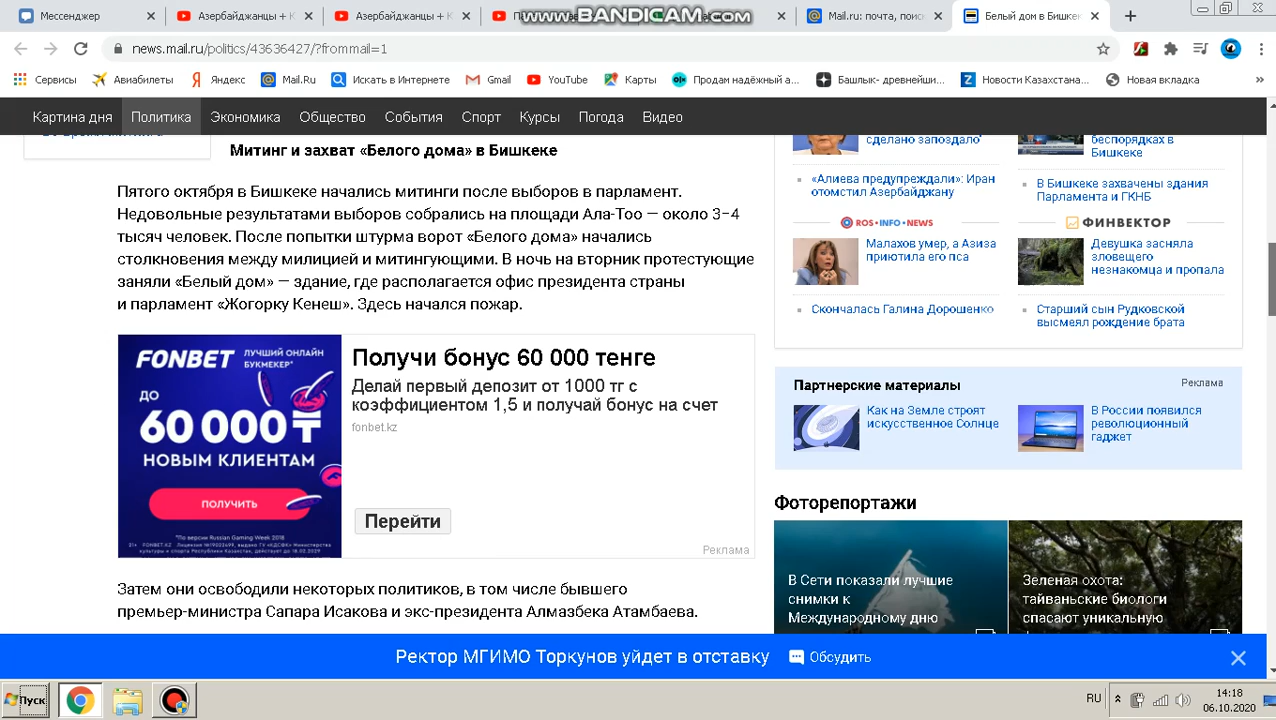 www.BANDICAM.com
Мессенджер
Азербайджанцы + К
Азербайджанцы + К
Mail.ru: почта, поис
Белый дом в Бишкек
news.mail.ru/politics/43636427/?frommail=1
Сервисы
Авиабилеты
Яндекс
Mail.Ru
Искать в Интернете
Gmail
YouTube
Карты
Продам надёжный а...
Башлык- древнейши...
Новости Казахстана...
Новая вкладка
Картина дня
Политика
Экономика
Общество
События
Спорт
Курсы
Погода
Видео
Митинг и захват «Белого дома» в Бишкеке
Пятого октября в Бишкеке начались митинги после выборов в парламент.
Недовольные результатами выборов собрались на площади Ала-Тоо — около 3–4
тысяч человек. После попытки штурма ворот «Белого дома» начались
столкновения между милицией и митингующими. В ночь на вторник протестующие
заняли «Белый дом» — здание, где располагается офис президента страны
и парламент «Жогорку Кенеш». Здесь начался пожар.
FONBET
ЛУЧШИЙ ОНЛАЙН
БУКМЕКЕР*
ДО
60 000 ₸
НОВЫМ КЛИЕНТАМ
ПОЛУЧИТЬ
*По версии Russian Gaming Week 2018
Получи бонус 60 000 тенге
Делай первый депозит от 1000 тг с
коэффициентом 1,5 и получай бонус на счет
fonbet.kz
Перейти
Реклама
Затем они освободили некоторых политиков, в том числе бывшего
премьер-министра Сапара Исакова и экс-президента Алмазбека Атамбаева.
сделано запоздало"
«Алиева предупреждали»: Иран
отомстил Азербайджану
ROS•INFO•NEWS
Малахов умер, а Азиза
приютила его пса
Скончалась Галина Дорошенко
беспорядках в
Бишкеке
В Бишкеке захвачены здания
Парламента и ГКНБ
ФИНВЕКТОР
Девушка засняла
зловещего
незнакомца и пропала
Старший сын Рудковской
высмеял рождение брата
Партнерские материалы
Реклама
Как на Земле строят
искусственное Солнце
В России появился
революционный
гаджет
Фоторепортажи
В Сети показали лучшие
снимки к
Международному дню
Зеленая охота:
тайваньские биологи
спасают уникальную
Ректор МГИМО Торкунов уйдет в отставку
Обсудить
Пуск
RU
14:18
06.10.2020